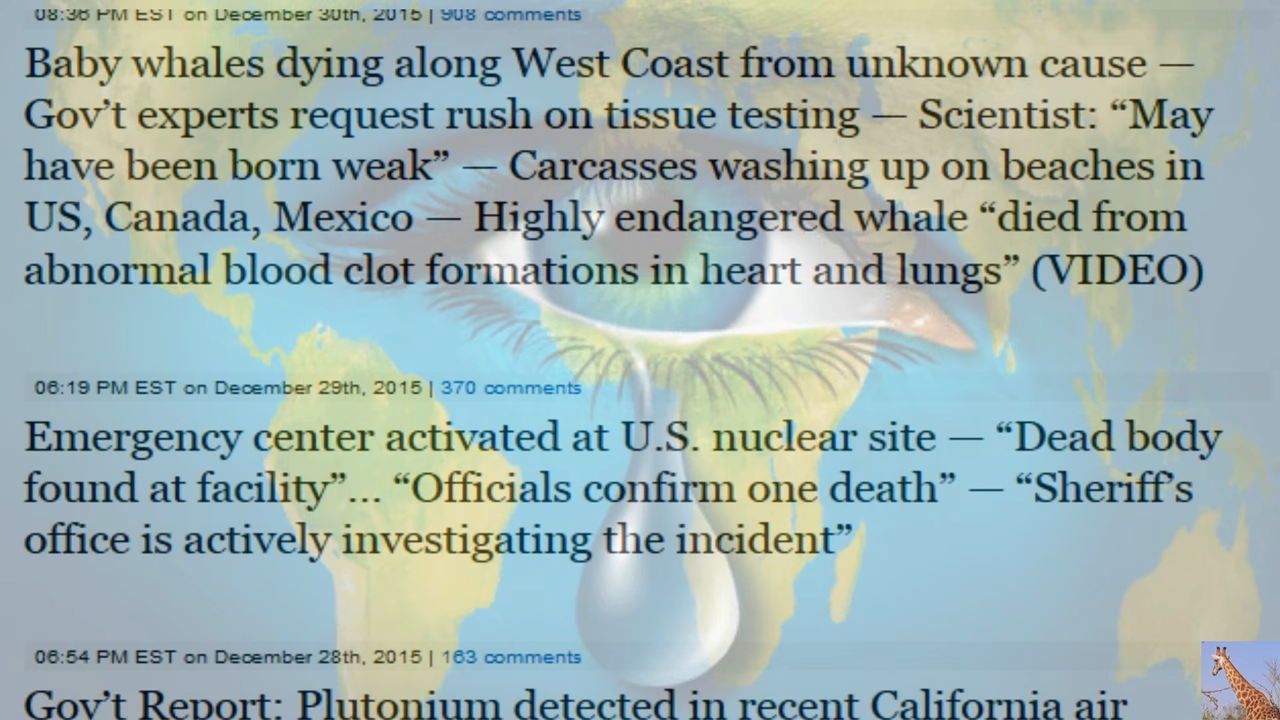 08:36 PM EST on December 30th, 2015 | 908 comments
Baby whales dying along West Coast from unknown cause —
Gov’t experts request rush on tissue testing — Scientist: “May
have been born weak” — Carcasses washing up on beaches in
US, Canada, Mexico — Highly endangered whale “died from
abnormal blood clot formations in heart and lungs” (VIDEO)
06:19 PM EST on December 29th, 2015 | 370 comments
Emergency center activated at U.S. nuclear site — “Dead body
found at facility”... “Officials confirm one death” — “Sheriff’s
office is actively investigating the incident”
06:54 PM EST on December 28th, 2015 | 163 comments
Gov’t Report: Plutonium detected in recent California air